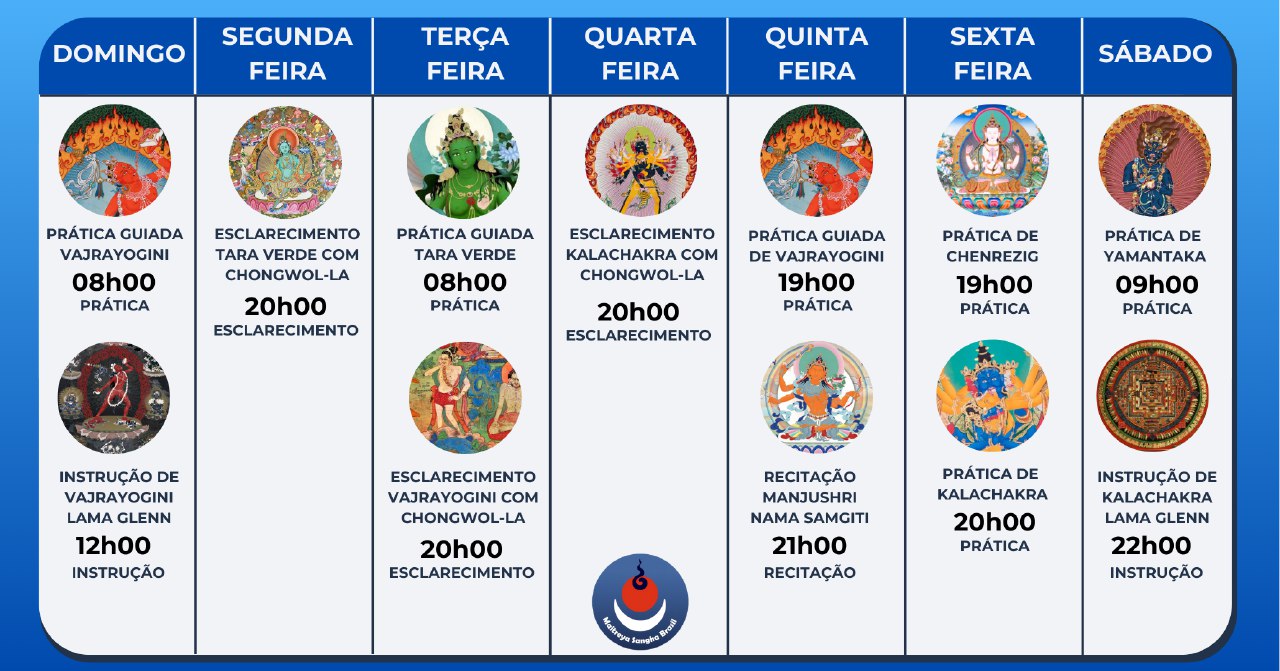 DOMINGO
SEGUNDA
FEIRA
TERÇA
FEIRA
QUARTA
FEIRA
QUINTA
FEIRA
SEXTA
FEIRA
SÁBADO
PRÁTICA GUIADA
VAJRAYOGINI
08h00
PRÁTICA
INSTRUÇÃO DE
VAJRAYOGINI
LAMA GLENN
12h00
INSTRUÇÃO
ESCLARECIMENTO
TARA VERDE COM
CHONGWOL-LA
20h00
ESCLARECIMENTO
PRÁTICA GUIADA
TARA VERDE
08h00
PRÁTICA
ESCLARECIMENTO
VAJRAYOGINI COM
CHONGWOL-LA
20h00
ESCLARECIMENTO
ESCLARECIMENTO
KALACHAKRA COM
CHONGWOL-LA
20h00
ESCLARECIMENTO
Maitreya Sangha Brazil
PRÁTICA GUIADA
DE VAJRAYOGINI
19h00
PRÁTICA
RECITAÇÃO
MANJUSHRI
NAMA SAMGITI
21h00
RECITAÇÃO
PRÁTICA DE
CHENREZIG
19h00
PRÁTICA
PRÁTICA DE
KALACHAKRA
20h00
PRÁTICA
PRÁTICA DE
YAMANTAKA
09h00
PRÁTICA
INSTRUÇÃO DE
KALACHAKRA
LAMA GLENN
22h00
INSTRUÇÃO